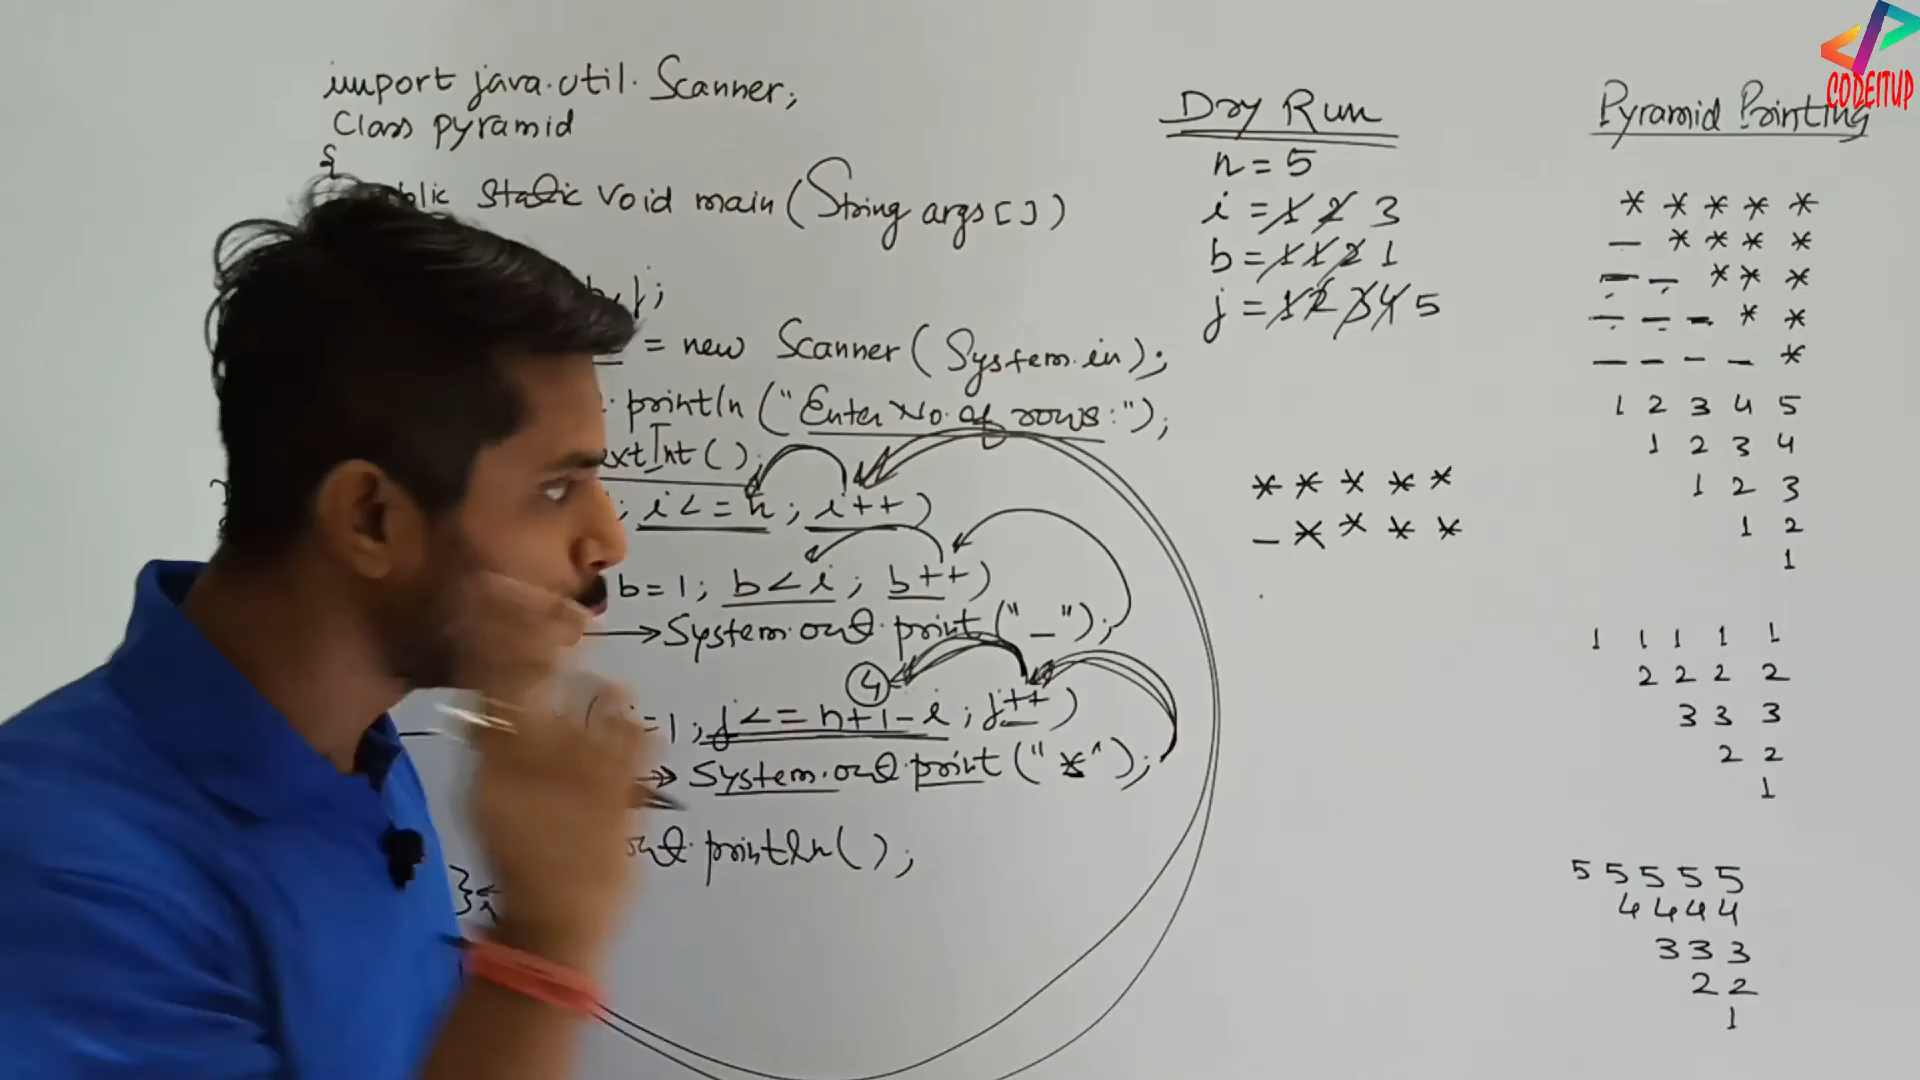 import java.util.Scanner;
Class pyramid
{
Static void main(String args[])
j;
= new Scanner(System.in);
println("Enter No. of rows:");
extInt();
; i<=n; i++)
b=1; b<i; b++)
System.out.print("_");
4
=1; j<=n+1-i; j++)
System.out.print("*");
out.println();
}
Dry Run
n = 5
i = 1 2 3
b = 1 1 2 1
j = 1 2 3 4 5
* * * * *
_ * * * *
CODEITUP
Pyramid Printing
* * * * *
_ * * * *
_ _ * * *
_ _ _ * *
_ _ _ _ *
1 2 3 4 5
1 2 3 4
1 2 3
1 2
1
1 1 1 1 1
2 2 2 2
3 3 3
2 2
1
5 5 5 5 5
4 4 4 4
3 3 3
2 2
1